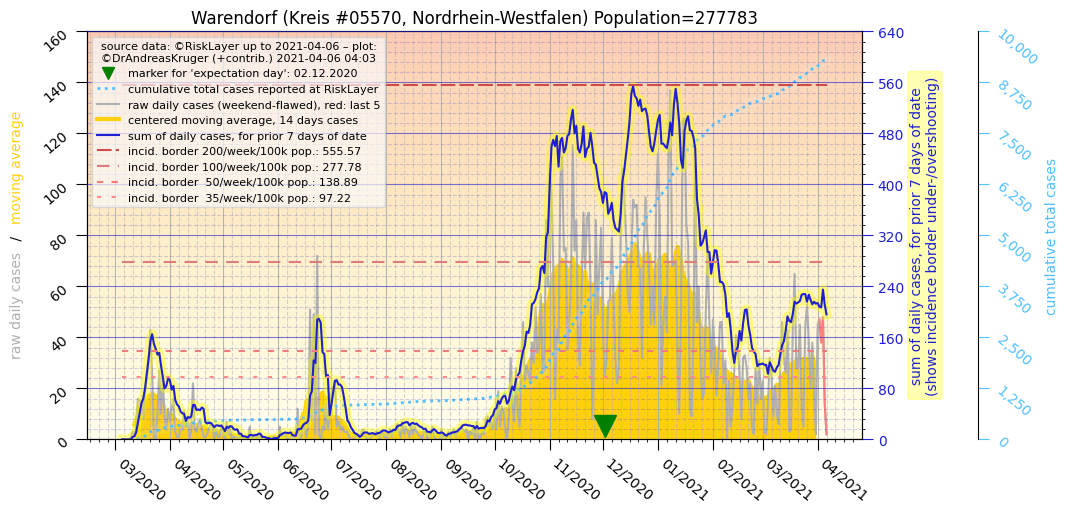 Warendorf (Kreis #05570, Nordrhein-Westfalen) Population=277783
source data: ©RiskLayer up to 2021-04-06 – plot:
©DrAndreasKruger (+contrib.) 2021-04-06 04:03
marker for 'expectation day': 02.12.2020
cumulative total cases reported at RiskLayer
raw daily cases (weekend-flawed), red: last 5
centered moving average, 14 days cases
sum of daily cases, for prior 7 days of date
incid. border 200/week/100k pop.: 555.57
incid. border 100/week/100k pop.: 277.78
incid. border  50/week/100k pop.: 138.89
incid. border  35/week/100k pop.: 97.22
raw daily cases / moving average
160
140
120
100
80
60
40
20
0
03/2020
04/2020
05/2020
06/2020
07/2020
08/2020
09/2020
10/2020
11/2020
12/2020
01/2021
02/2021
03/2021
04/2021
640
560
480
400
320
240
160
80
0
sum of daily cases, for prior 7 days of date
(shows incidence border under-/overshooting)
10,000
8,750
7,500
6,250
5,000
3,750
2,500
1,250
0
cumulative total cases